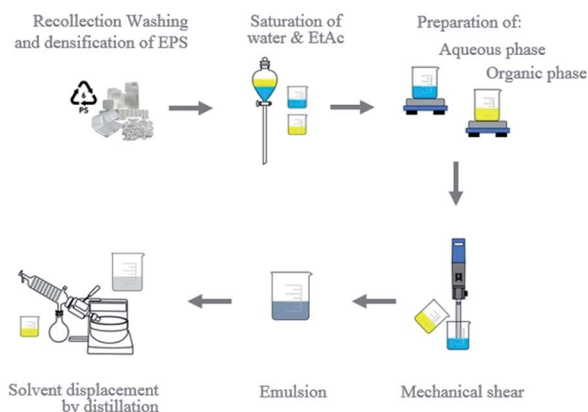 Recollection Washing
and densification of EPS
Saturation of
water & EtAc
Preparation of:
Aqueous phase
Organic phase
6
PS
Solvent displacement
by distillation
Emulsion
Mechanical shear